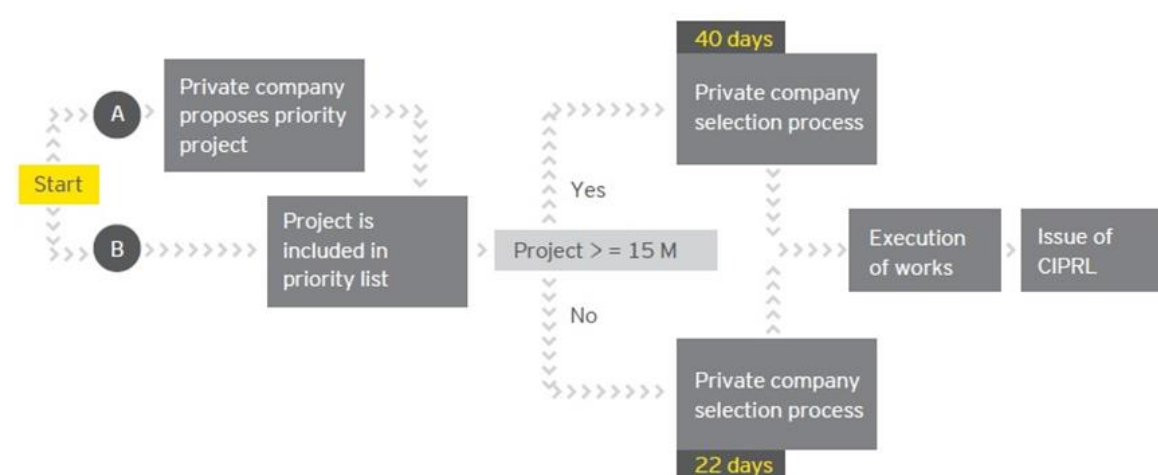 40 days
Private company
selection process
A
Private company
proposes priority
project
Start
Yes
B
Project is
included in
priority list
Project > = 15 M
Execution
of works
Issue of
CIPRL
No
Private company
selection process
22 days